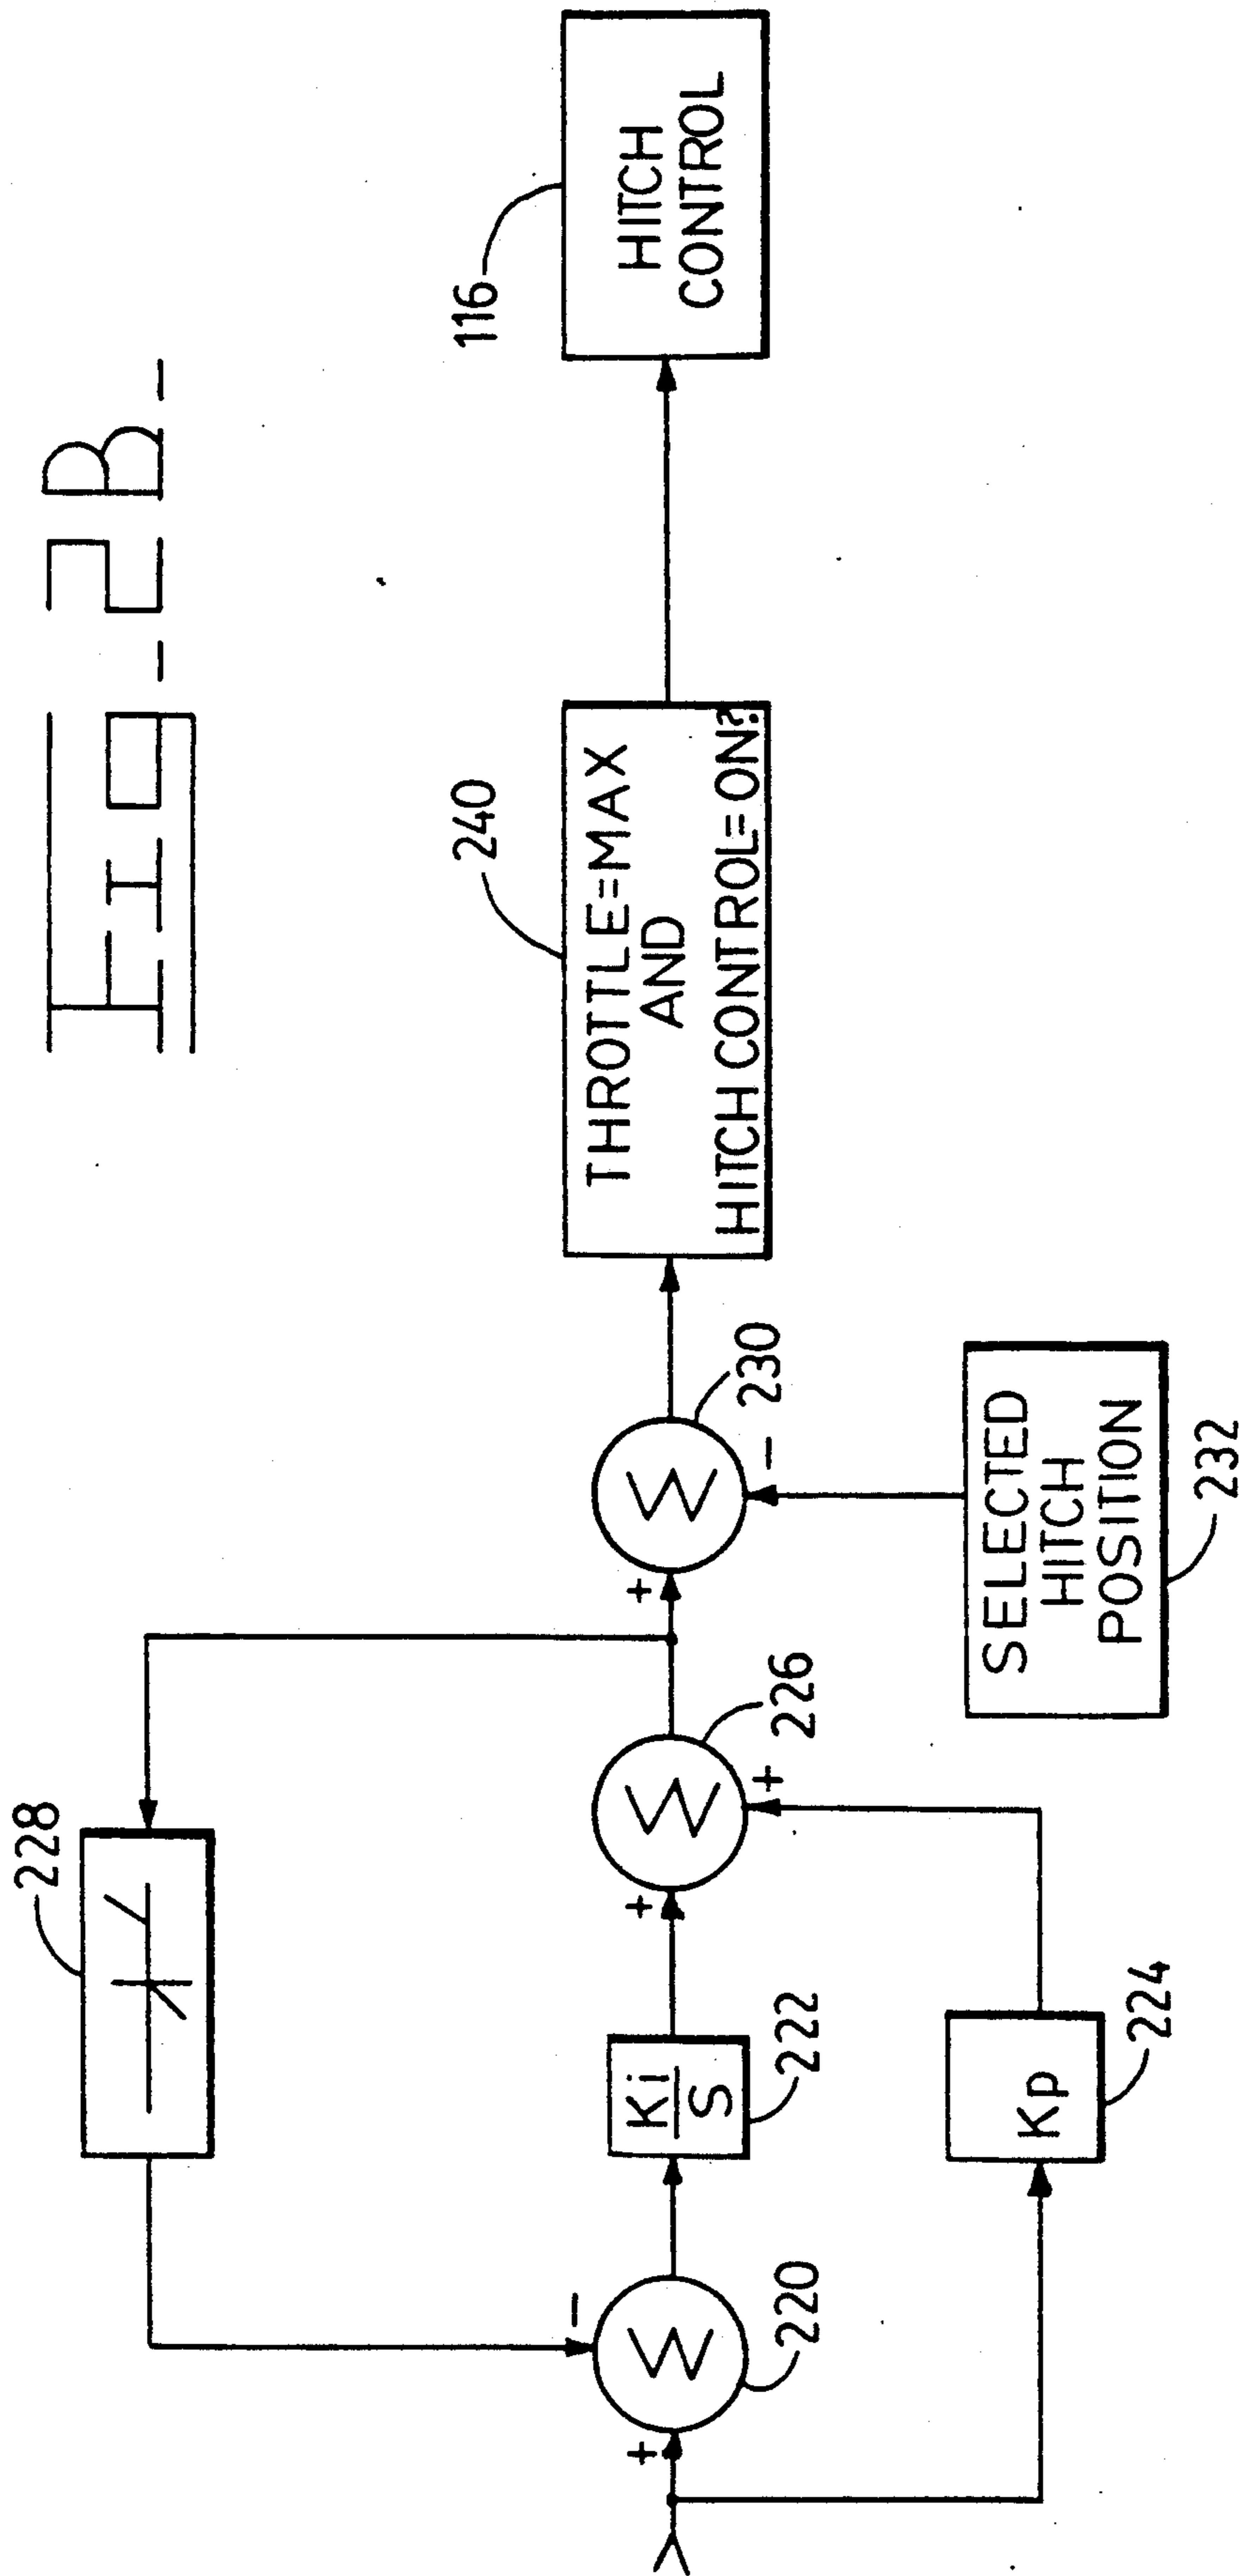 228
Fig-2B-
240
116
-
+
Σ
220
Ki
S
222
+
Σ
226
+
+
Σ
230
-
THROTTLE=MAX
AND
HITCH CONTROL=ON?
HITCH
CONTROL
Kp
224
SELECTED
HITCH
POSITION
232